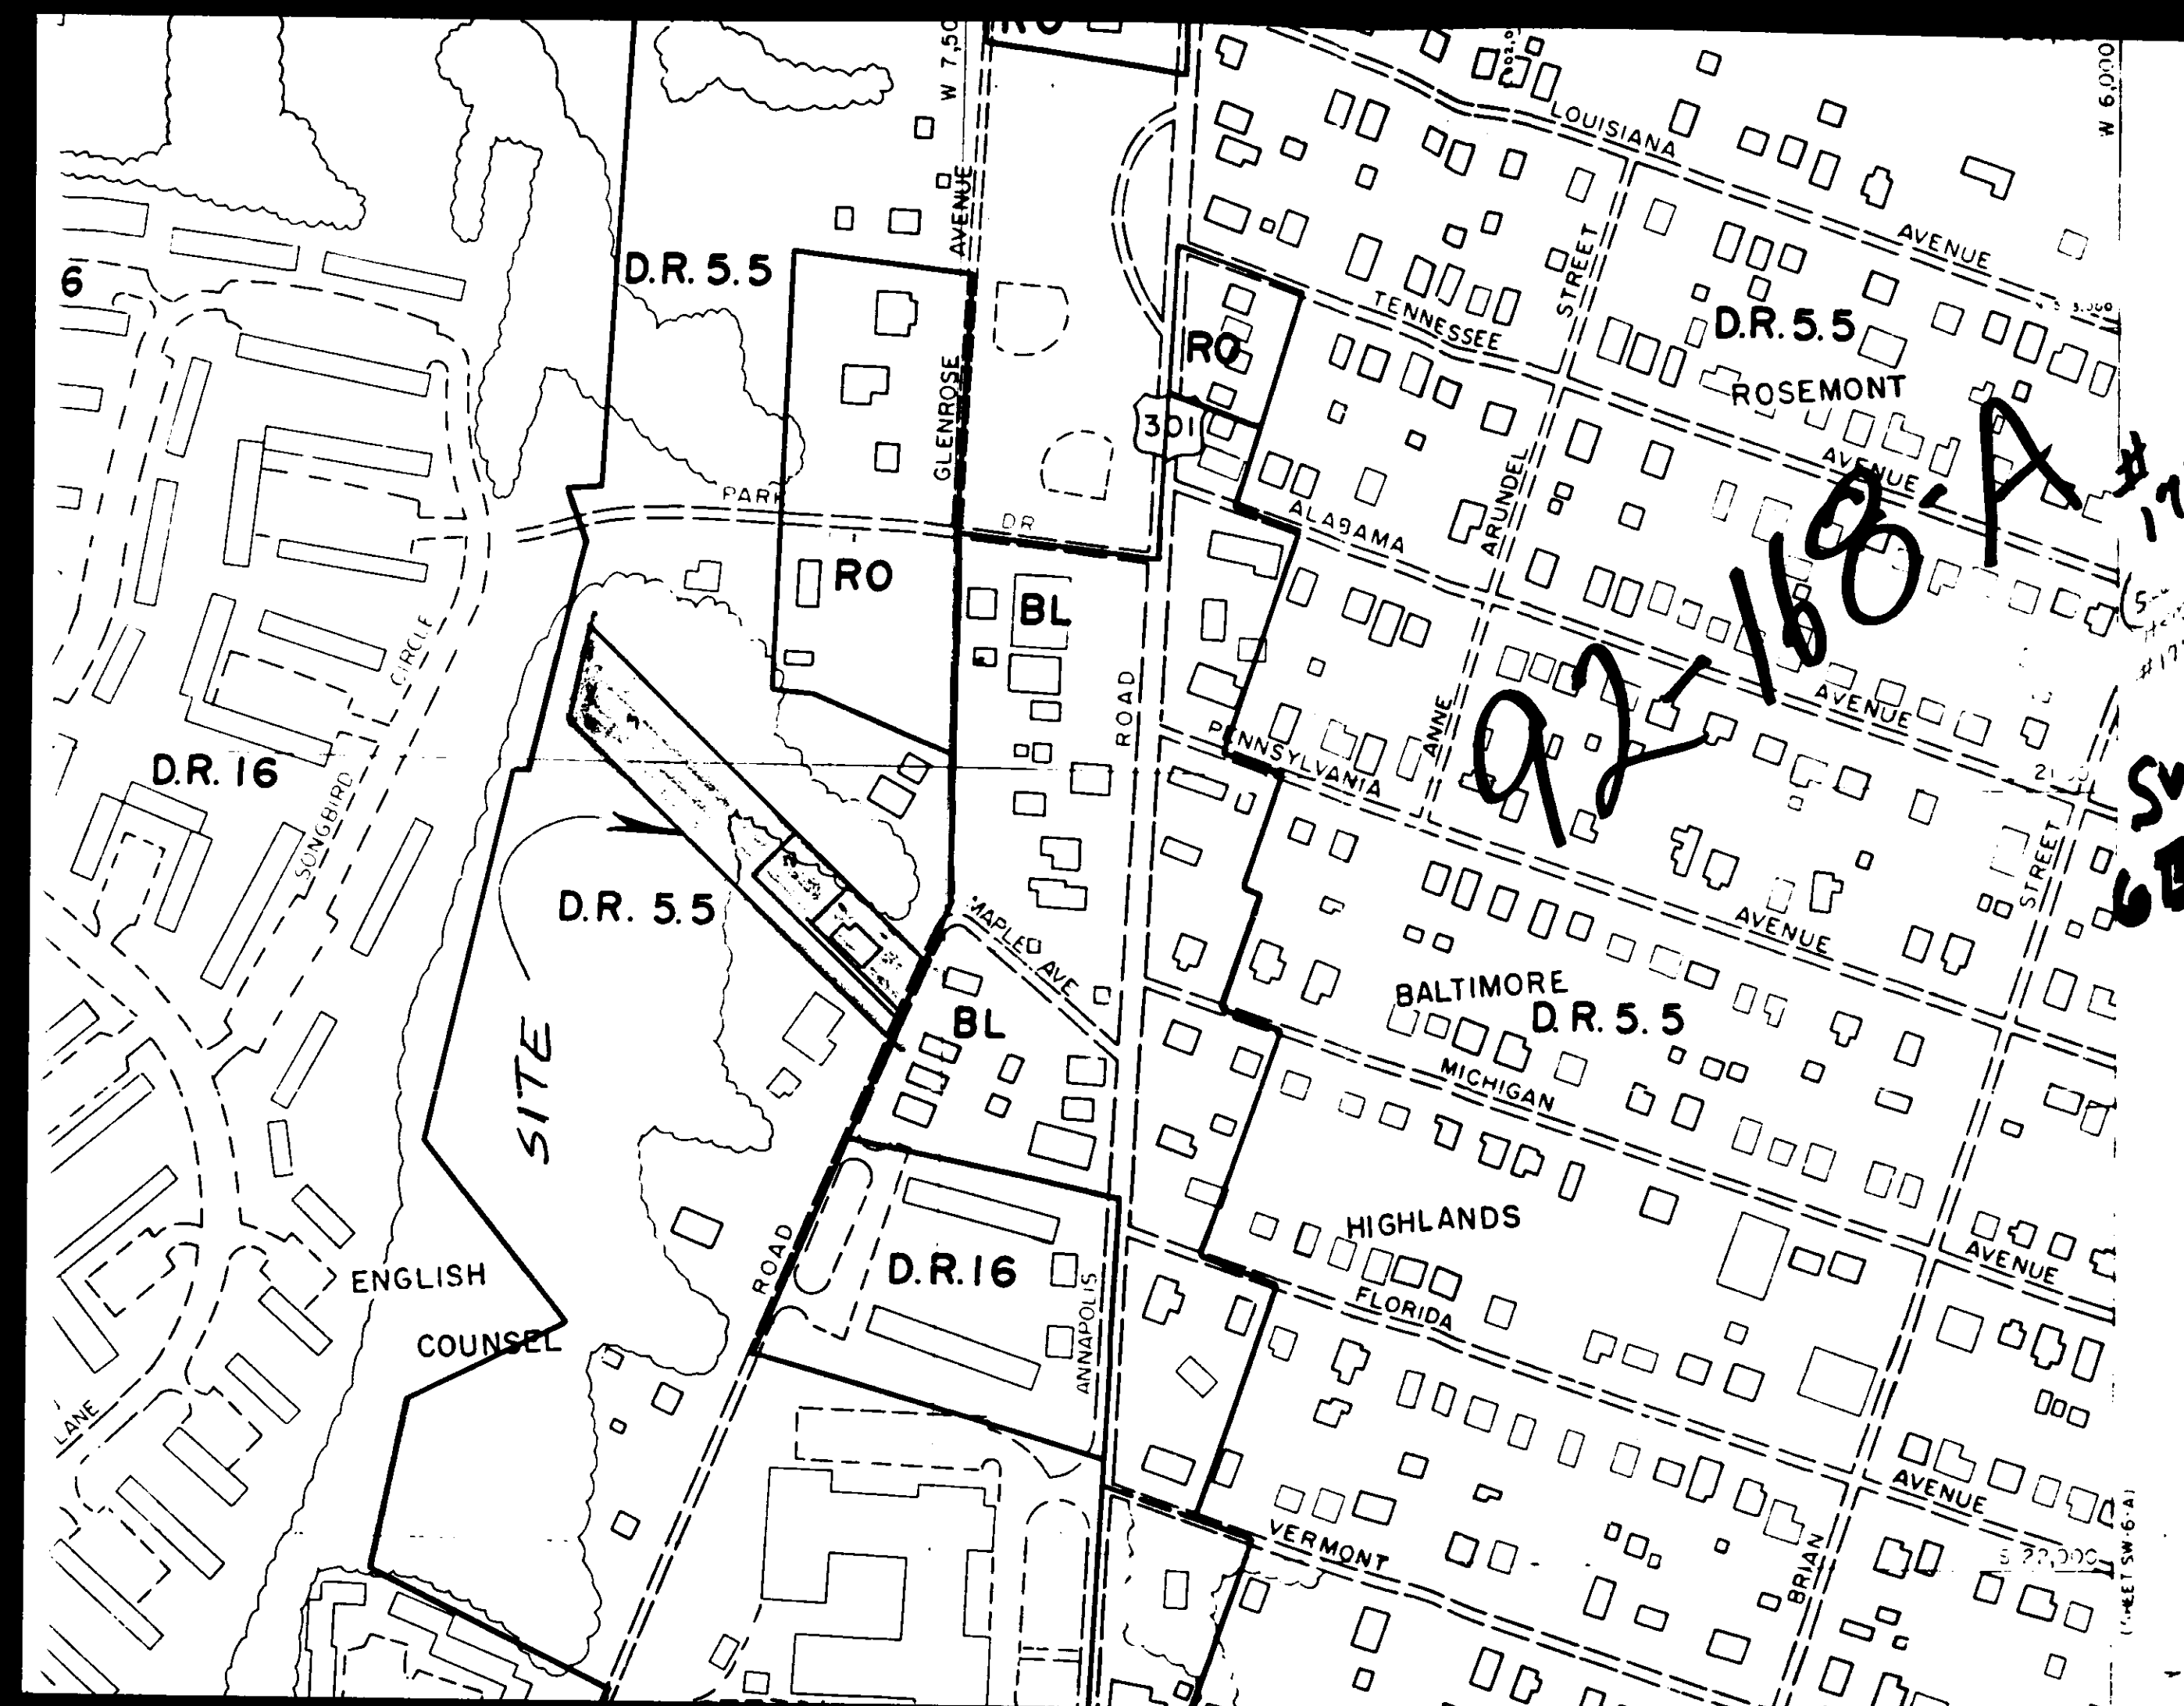 RO
W 7,50
W 6,000
LOUISIANA
AVENUE
STREET
AVENUE
D.R. 5.5
6
TENNESSEE
D.R. 5.5
RO
ROSEMONT
GLENROSE
301
AVENUE
PARK
DR
ALABAMA
ARUNDEL
92-168-A
RO
BL
CIRCLE
ROAD
ANNE
AVENUE
PENNSYLVANIA
D.R. 16
SONGBIRD
STREET
D.R. 5.5
MAPLE
AVE
AVENUE
BALTIMORE
D.R. 5.5
BL
SITE
MICHIGAN
HIGHLANDS
ROAD
D.R. 16
AVENUE
ENGLISH
COUNSEL
ANNAPOLIS
FLORIDA
LANE
AVENUE
VERMONT
BRIAN
S 22,000